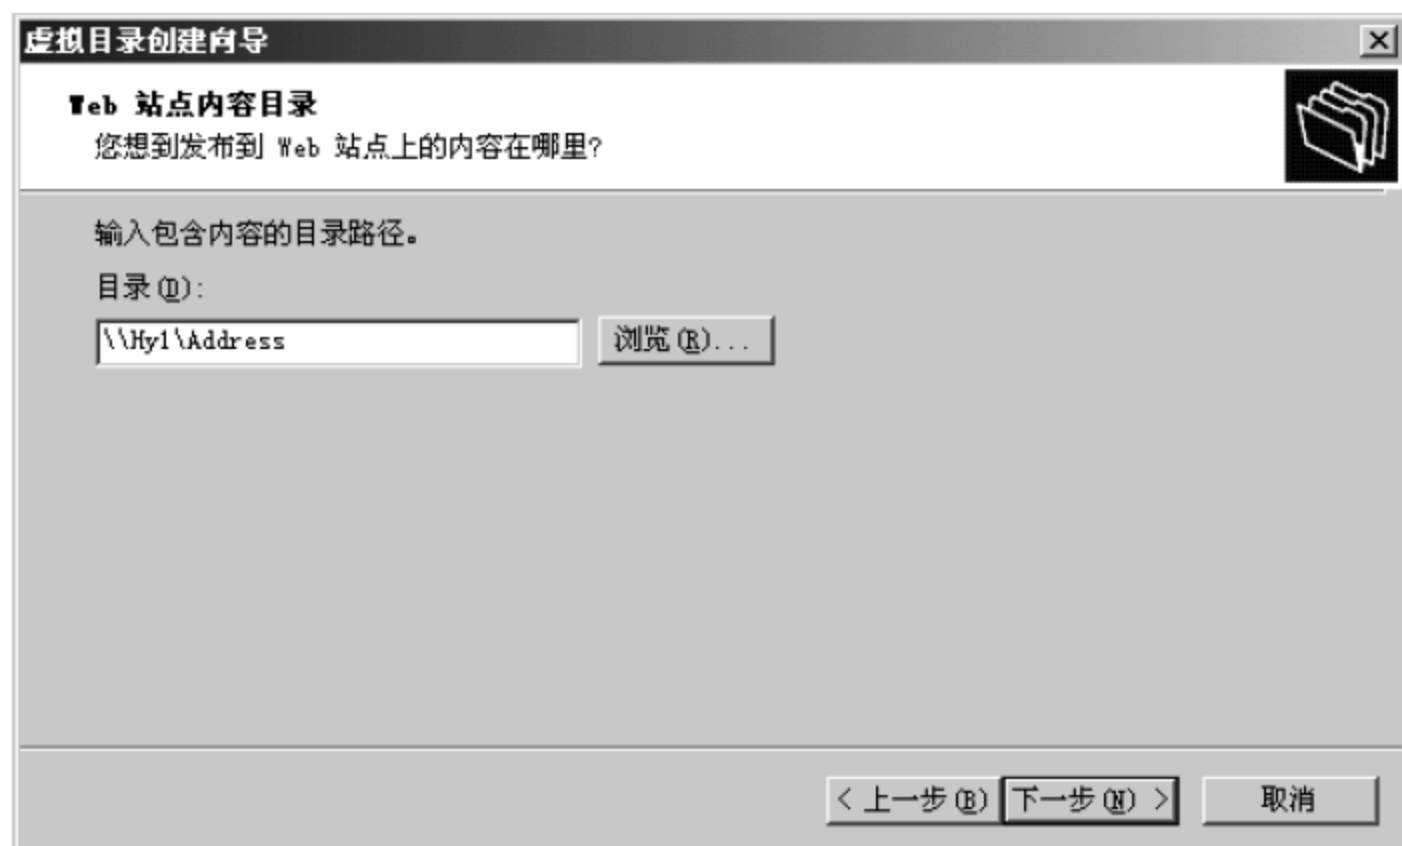 虚拟目录创建向导
Web 站点内容目录
您想到发布到 Web 站点上的内容在哪里?
输入包含内容的目录路径。
目录(D):
\\Hy1\Address
浏览(R)...
< 上一步(B) 下一步(N) > 取消